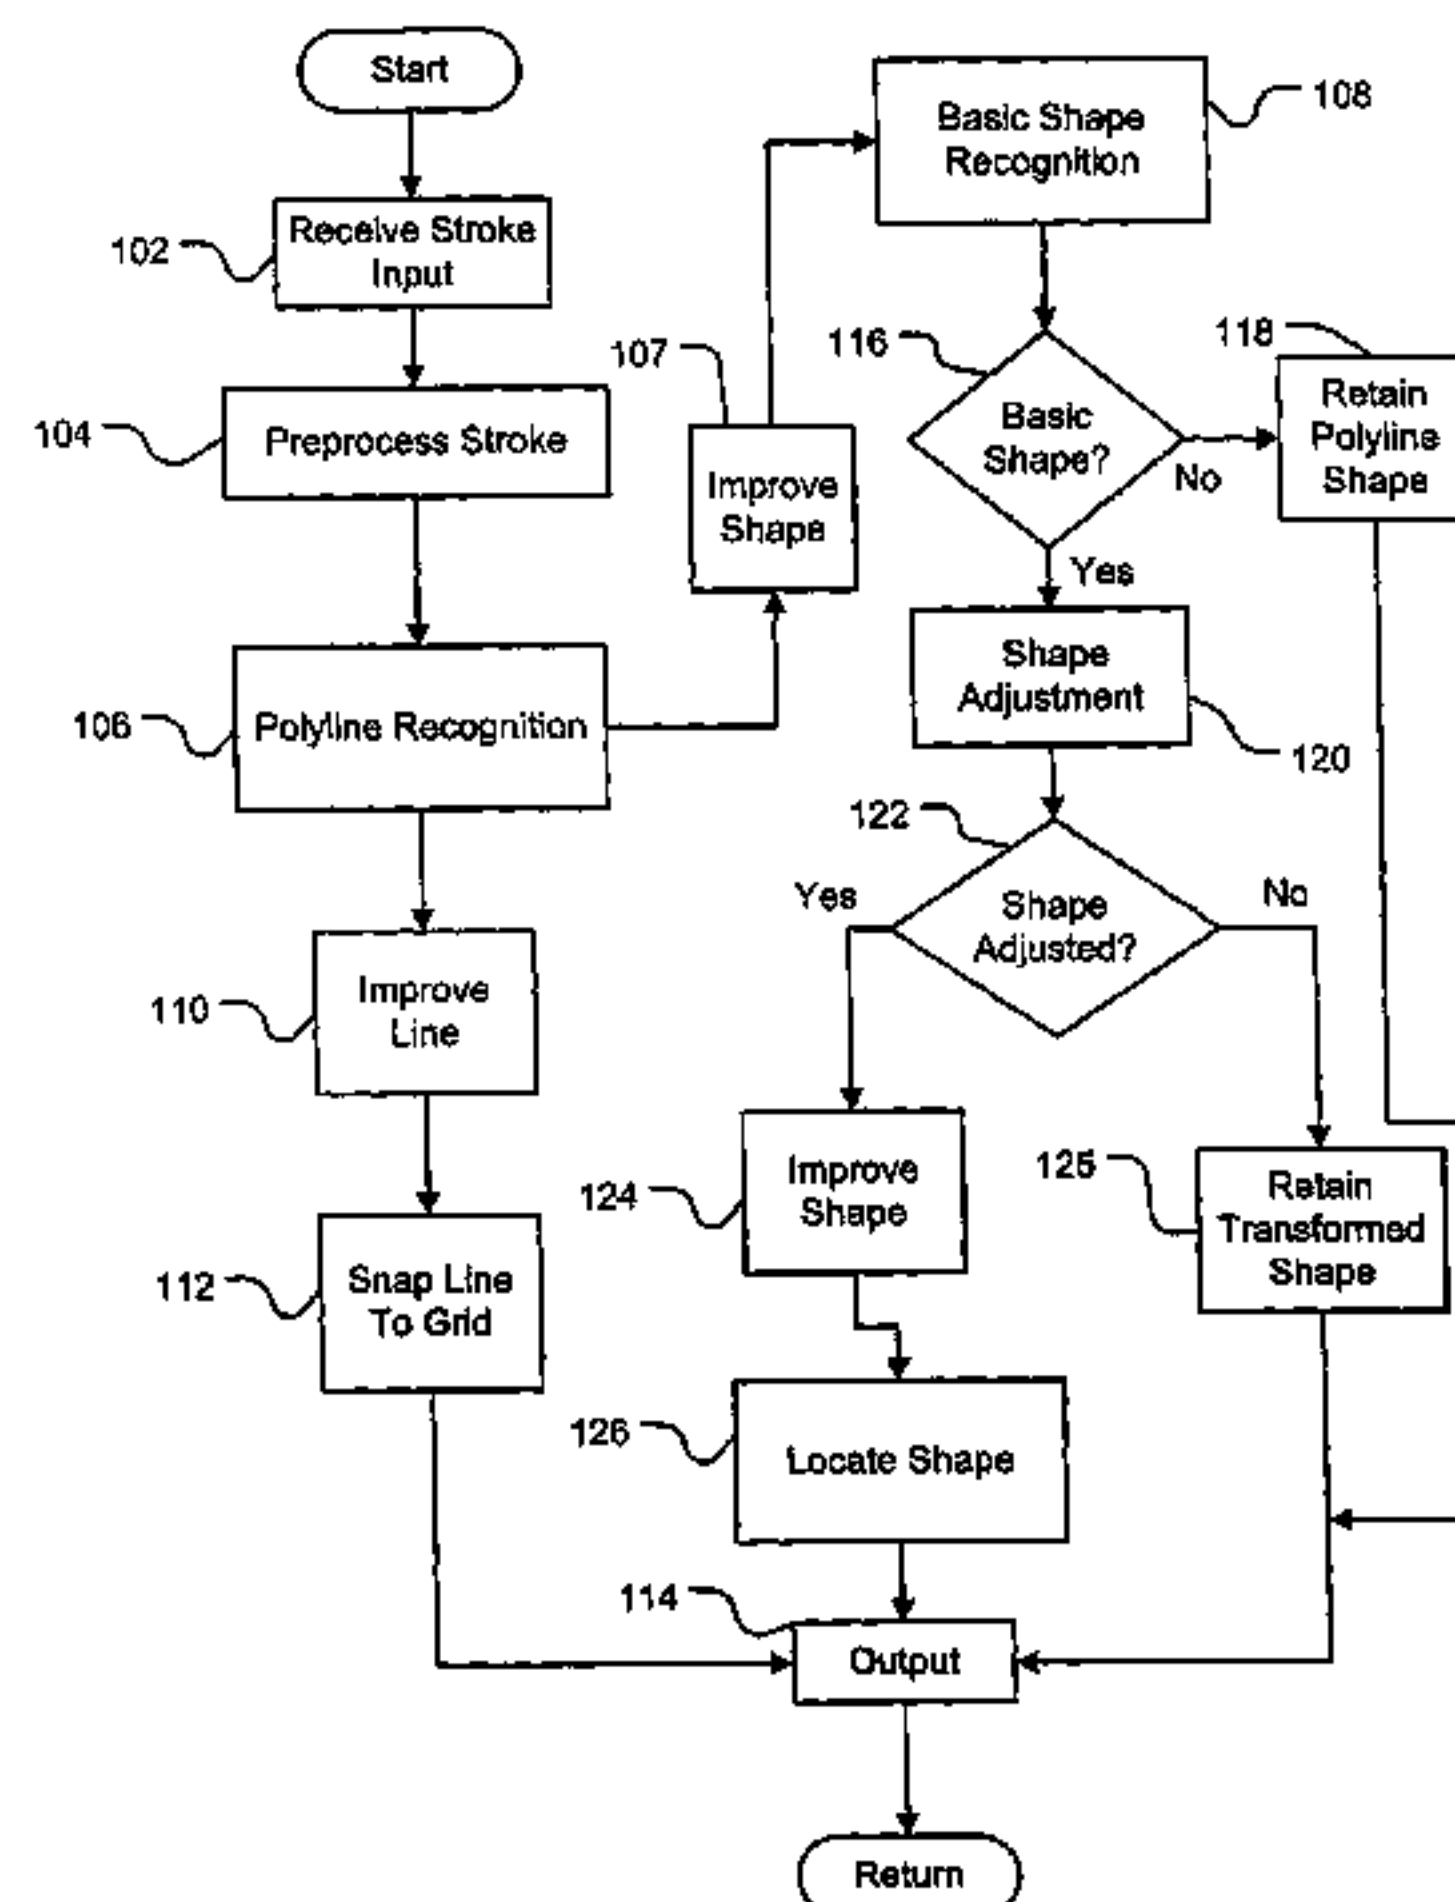 Start
102
Receive Stroke
Input
104
Preprocess Stroke
106
Polyline Recognition
110
Improve
Line
112
Snap Line
To Grid
107
Improve
Shape
Basic Shape
Recognition
108
116
Basic
Shape?
No
Yes
118
Retain
Polyline
Shape
Shape
Adjustment
120
122
Shape
Adjusted?
Yes
No
124
Improve
Shape
125
Retain
Transformed
Shape
126
Locate Shape
114
Output
Return